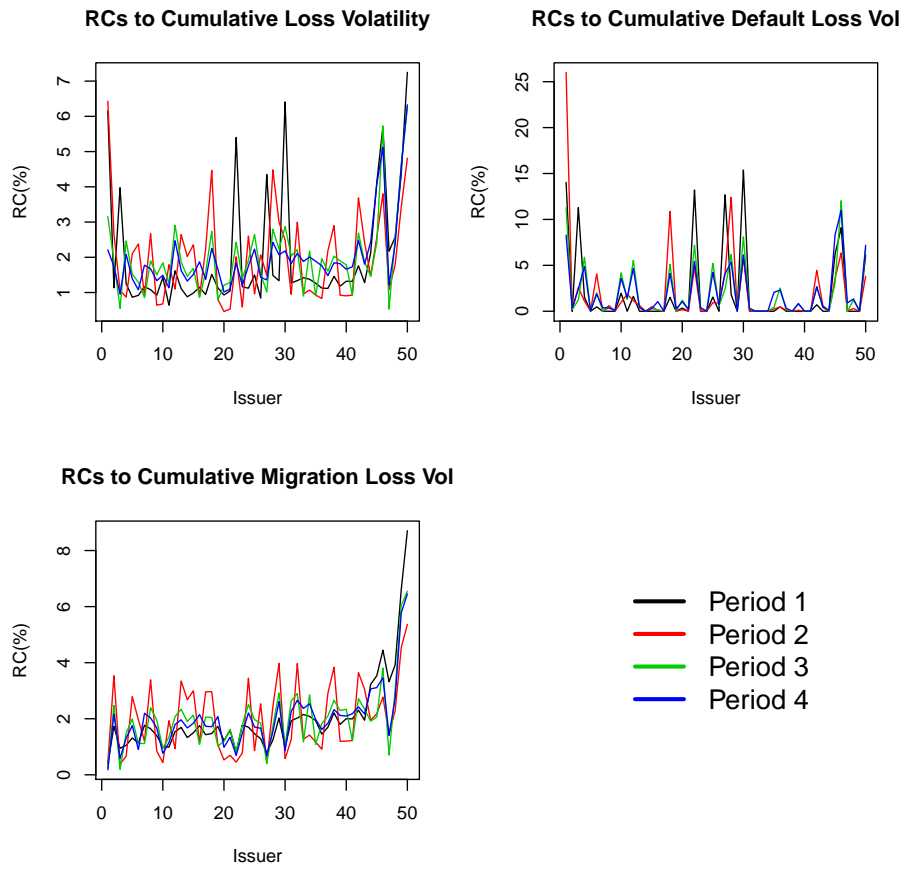 RCs to Cumulative Loss Volatility
RC(%)
7
6
5
4
3
2
1
0 10 20 30 40 50
Issuer
RCs to Cumulative Default Loss Vol
RC(%)
25
20
15
10
5
0
0 10 20 30 40 50
Issuer
RCs to Cumulative Migration Loss Vol
RC(%)
8
6
4
2
0
0 10 20 30 40 50
Issuer
Period 1
Period 2
Period 3
Period 4